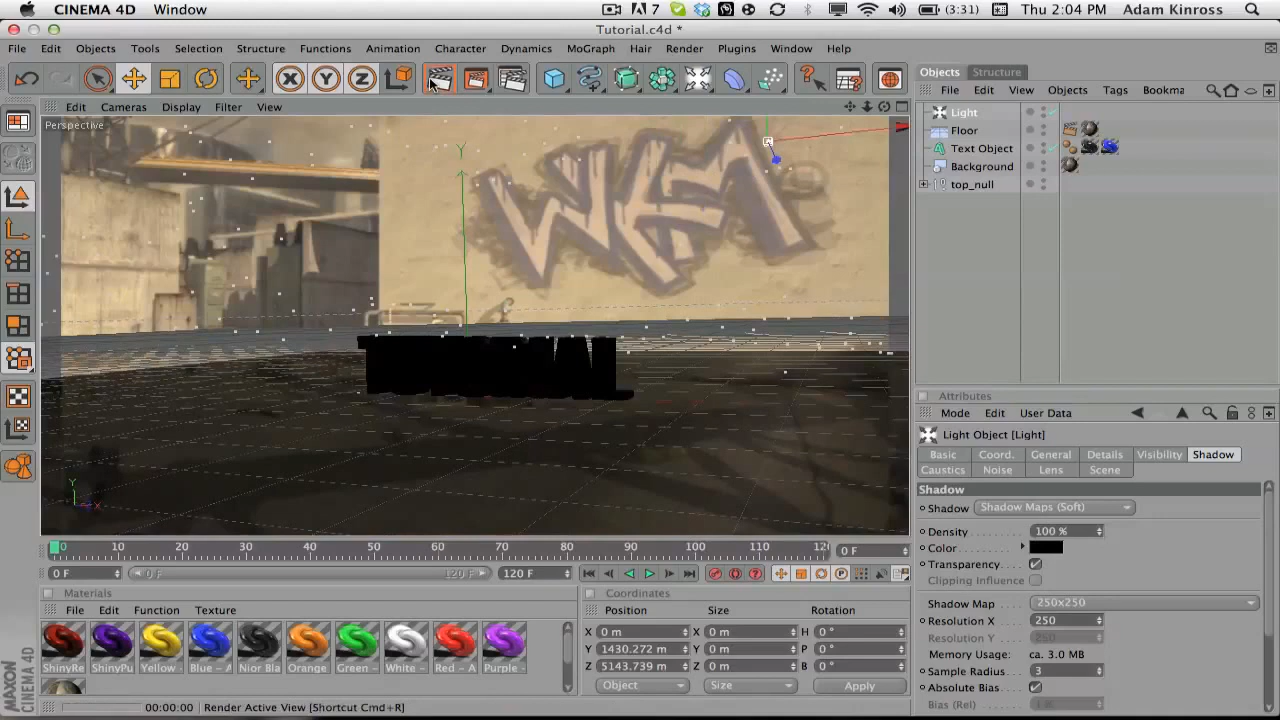 CINEMA 4D Window 7 (3:31) Thu 2:04 PM Adam Kinross
Tutorial.c4d *
File Edit Objects Tools Selection Structure Functions Animation Character Dynamics MoGraph Hair Render Plugins Window Help
X Y Z
Objects Structure
File Edit View Objects Tags Bookma
Edit Cameras Display Filter View
Perspective
WKM
Y
Y
X
Light
Floor
Text Object
Background
top_null
Attributes
Mode Edit User Data
Light Object [Light]
Basic Coord. General Details Visibility Shadow
Caustics Noise Lens Scene
Shadow
Shadow Shadow Maps (Soft)
Density 100 %
Color
Transparency
Clipping Influence
Shadow Map 250x250
Resolution X 250
Resolution Y 250
Memory Usage: ca. 3.0 MB
Sample Radius 3
Absolute Bias
Bias (Rel) 1 %
0 10 20 30 40 50 60 70 80 90 100 110 12( 0 F
0 F 0 F 120 F 120 F
Materials
File Edit Function Texture
ShinyRe ShinyPu Yellow - Blue - A Nior Bla Orange Green - White - Red - A Purple -
Coordinates
Position Size Rotation
X 0 m X 0 m H 0 °
Y 1430.272 m Y 0 m P 0 °
Z 5143.739 m Z 0 m B 0 °
Object Size Apply
MAXON
CINEMA 4D
00:00:00 Render Active View [Shortcut Cmd+R]